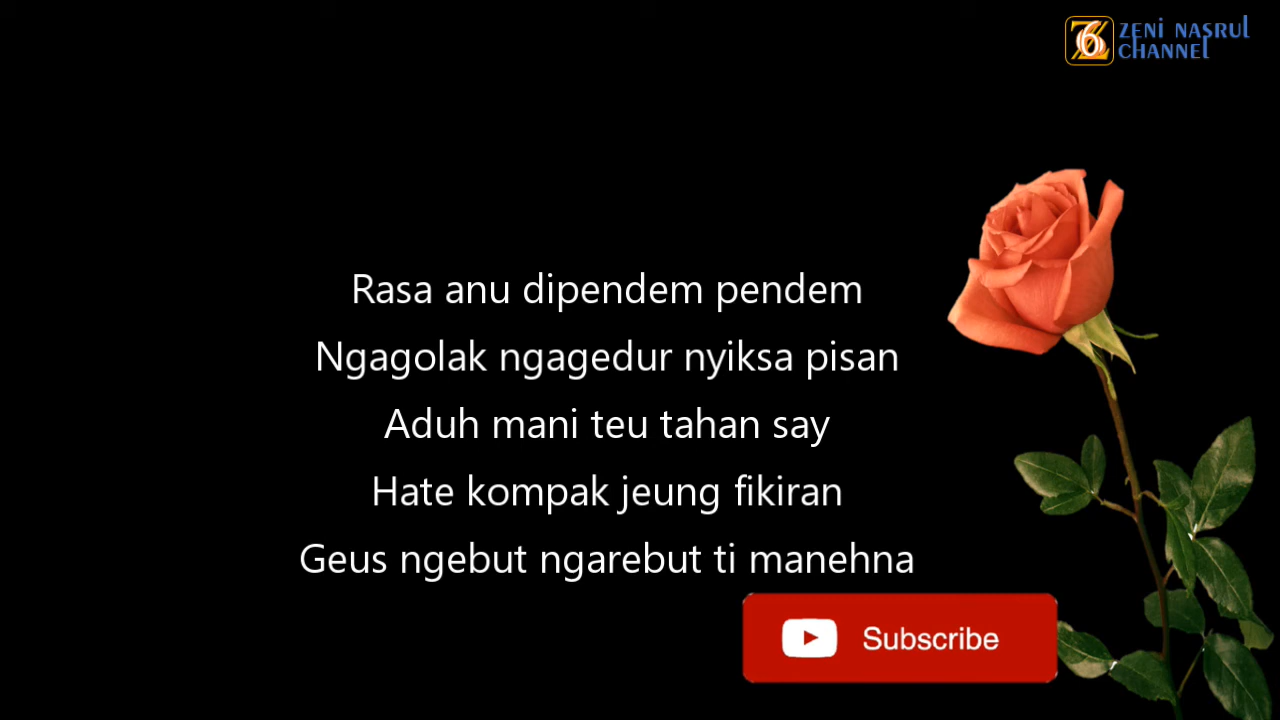 ZENI NASRUL
CHANNEL
Rasa anu dipendem pendem
Ngagolak ngagedur nyiksa pisan
Aduh mani teu tahan say
Hate kompak jeung fikiran
Geus ngebut ngarebut ti manehna
Subscribe